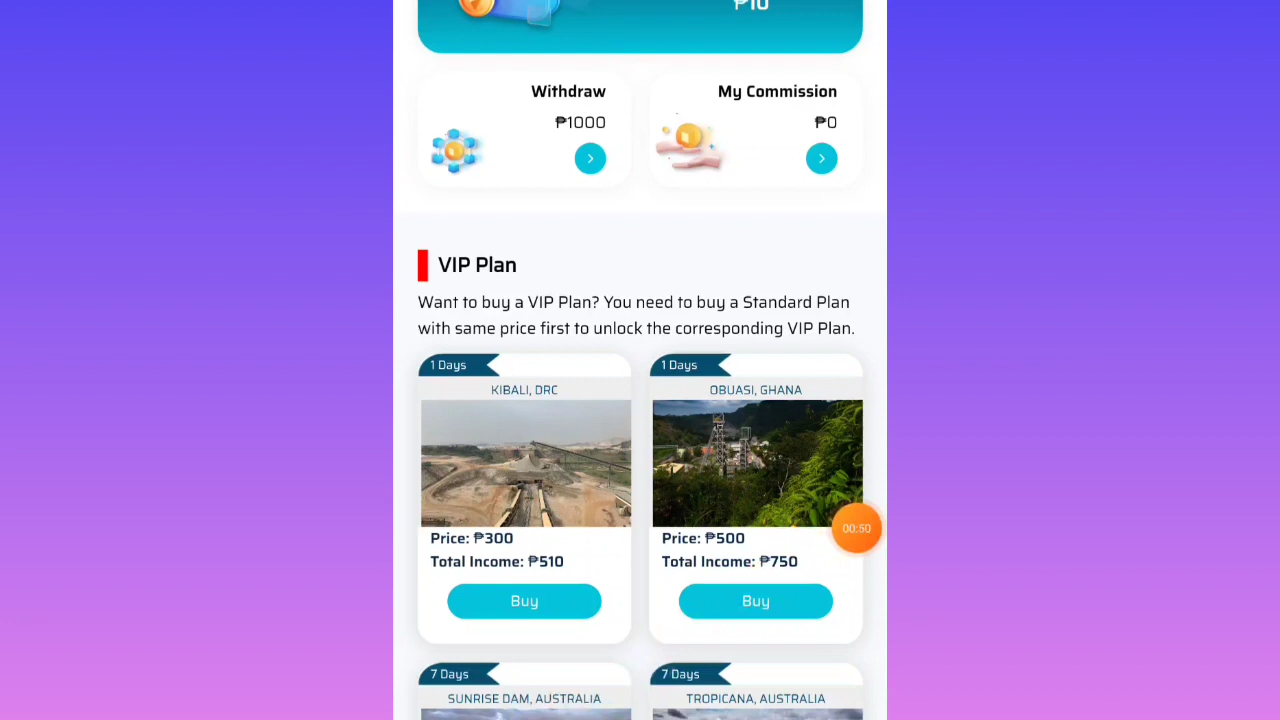 ₱10
Withdraw
₱1000
My Commission
₱0
VIP Plan
Want to buy a VIP Plan? You need to buy a Standard Plan
with same price first to unlock the corresponding VIP Plan.
1 Days
KIBALI, DRC
Price: ₱300
Total Income: ₱510
Buy
1 Days
OBUASI, GHANA
Price: ₱500
Total Income: ₱750
Buy
00:50
7 Days
SUNRISE DAM, AUSTRALIA
7 Days
TROPICANA, AUSTRALIA